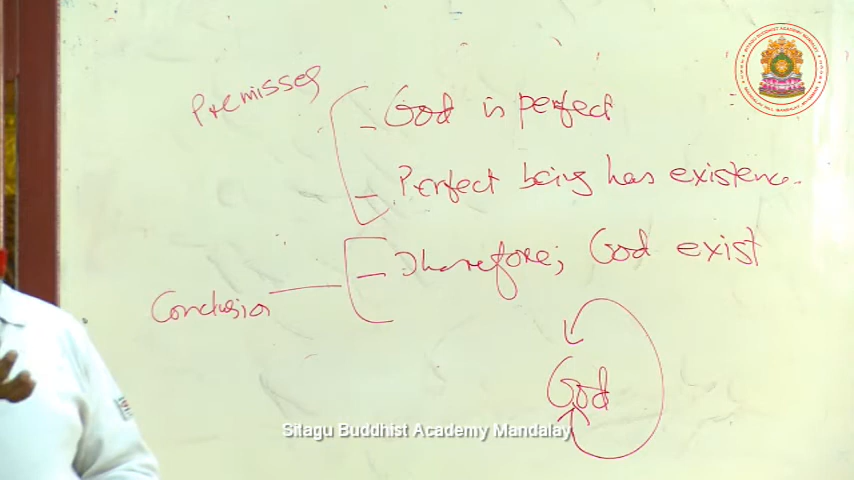 Premisses
- God is perfect
- Perfect being has existence.
- Therefore; God exist
Conclusion
God
Sitagu Buddhist Academy Mandalay